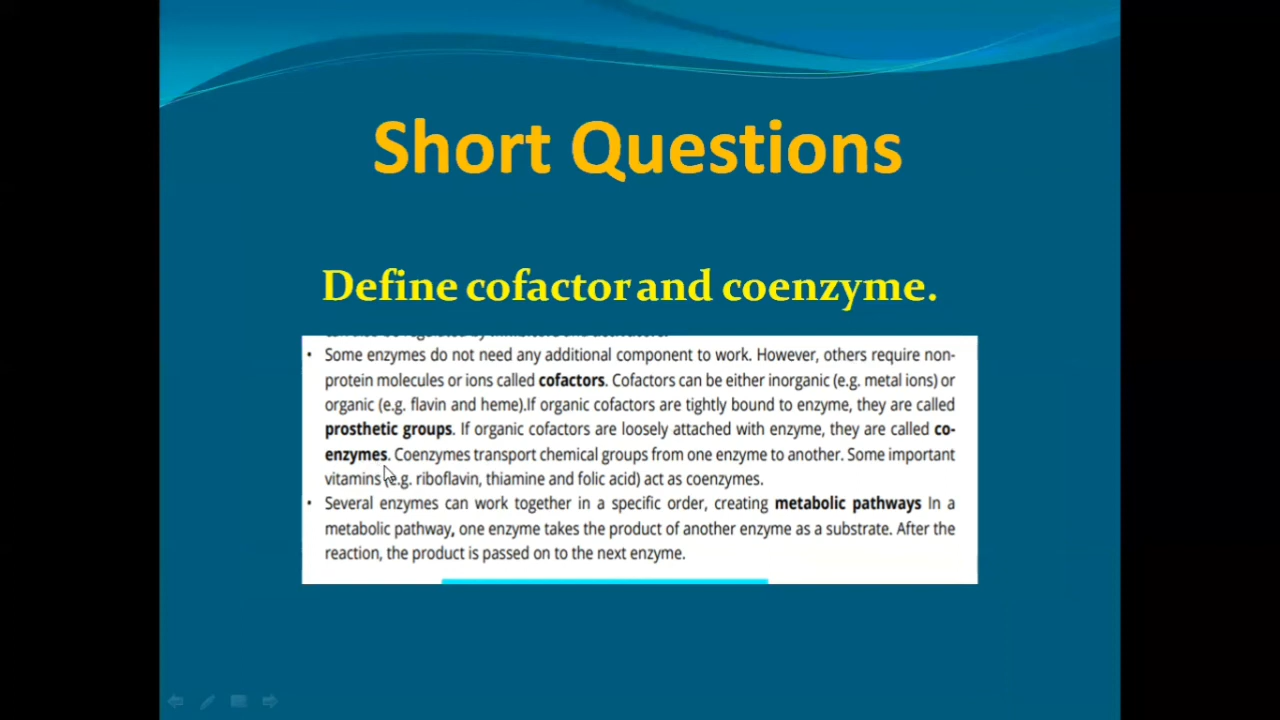 Short Questions
Define cofactor and coenzyme.
• Some enzymes do not need any additional component to work. However, others require non-
protein molecules or ions called cofactors. Cofactors can be either inorganic (e.g. metal ions) or
organic (e.g. flavin and heme).If organic cofactors are tightly bound to enzyme, they are called
prosthetic groups. If organic cofactors are loosely attached with enzyme, they are called co-
enzymes. Coenzymes transport chemical groups from one enzyme to another. Some important
vitamins (e.g. riboflavin, thiamine and folic acid) act as coenzymes.
• Several enzymes can work together in a specific order, creating metabolic pathways In a
metabolic pathway, one enzyme takes the product of another enzyme as a substrate. After the
reaction, the product is passed on to the next enzyme.